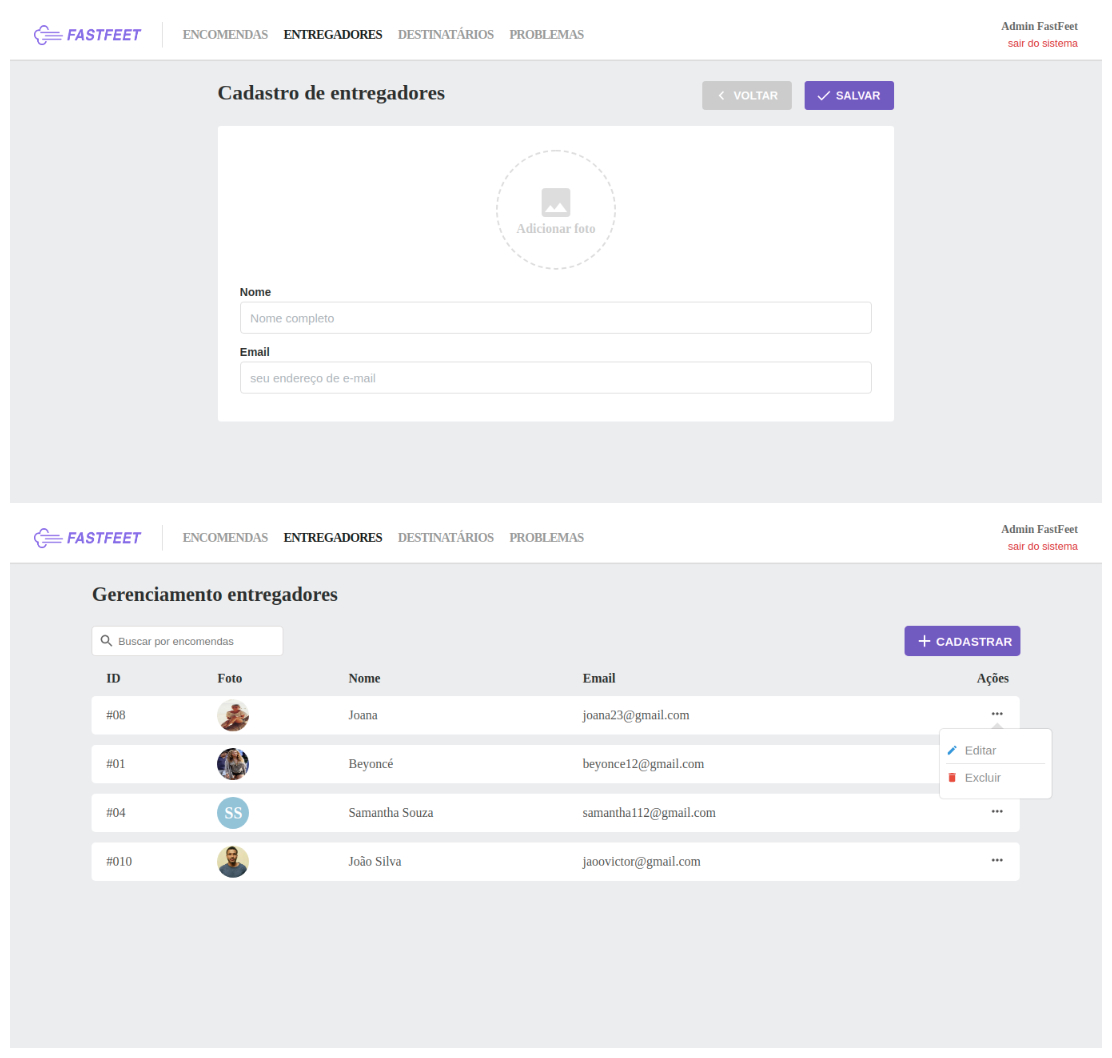 FASTFEET ENCOMENDAS ENTREGADORES DESTINATÁRIOS PROBLEMAS Admin FastFeet
sair do sistema
Cadastro de entregadores VOLTAR SALVAR
Adicionar foto
Nome
Nome completo
Email
seu endereço de e-mail
FASTFEET ENCOMENDAS ENTREGADORES DESTINATÁRIOS PROBLEMAS Admin FastFeet
sair do sistema
Gerenciamento entregadores
Buscar por encomendas CADASTRAR
ID Foto Nome Email Ações
#08 Joana joana23@gmail.com
Editar
#01 Beyoncé beyonce12@gmail.com
Excluir
#04 SS Samantha Souza samantha112@gmail.com
#010 João Silva jaoovictor@gmail.com